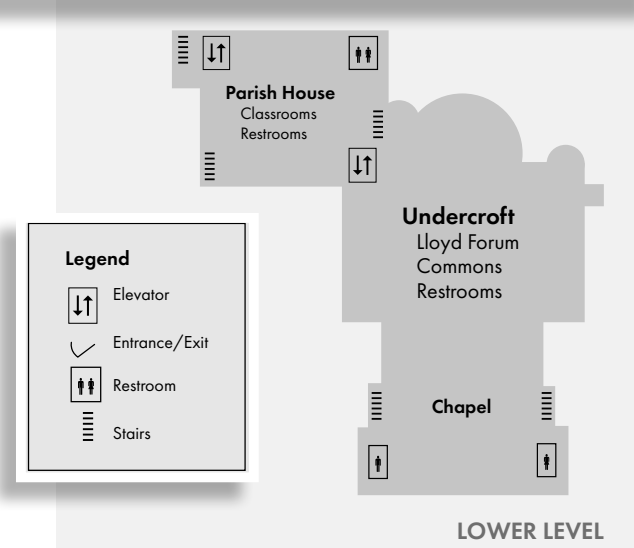 Parish House
Classrooms
Restrooms
Undercroft
Lloyd Forum
Commons
Restrooms
Legend
Elevator
Entrance/Exit
Restroom
Stairs
Chapel
LOWER LEVEL